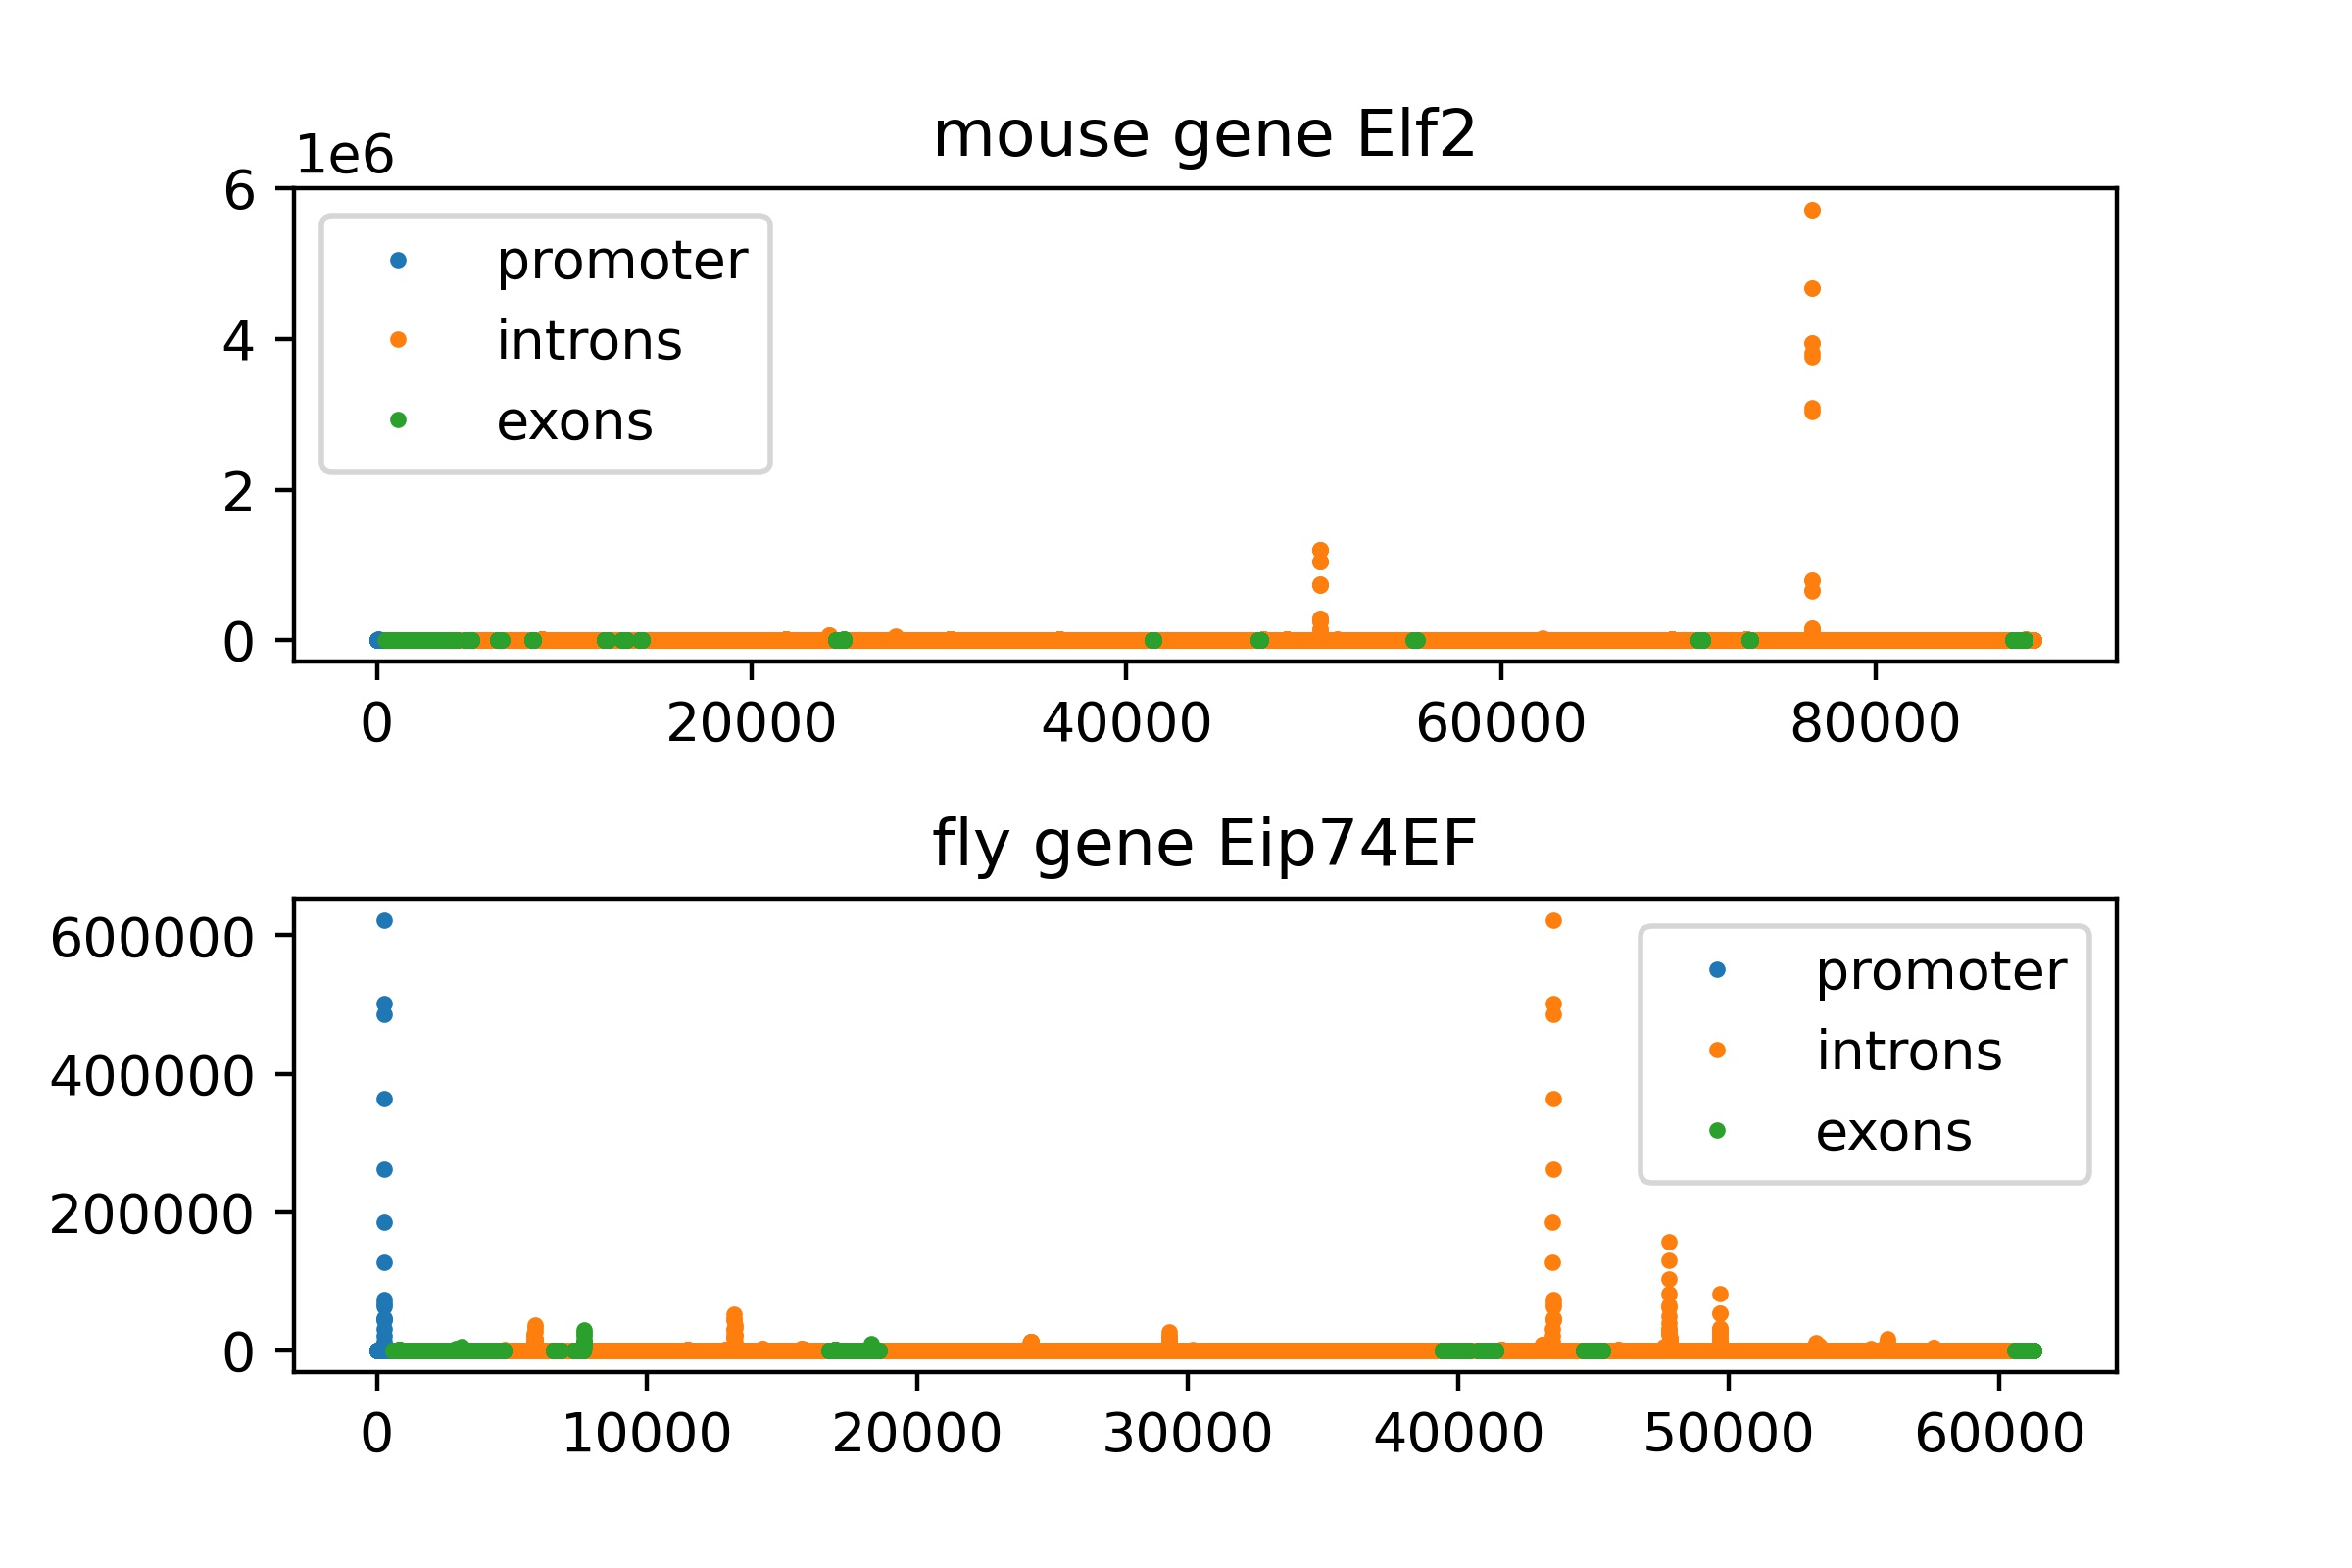 mouse gene Elf2
1e6
6
4
2
0
promoter
introns
exons
0 20000 40000 60000 80000
fly gene Eip74EF
600000
400000
200000
0
promoter
introns
exons
0 10000 20000 30000 40000 50000 60000